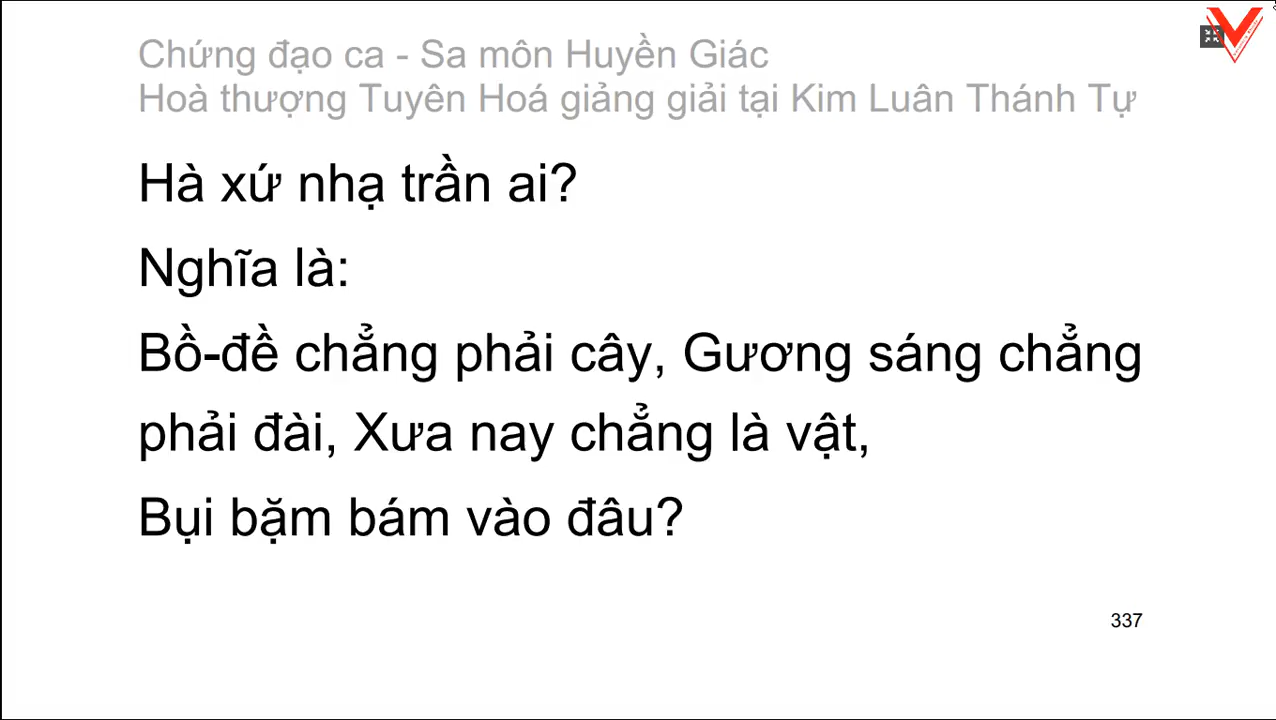 Chứng đạo ca - Sa môn Huyền Giác
Hoà thượng Tuyên Hoá giảng giải tại Kim Luân Thánh Tự
Hà xứ nhạ trần ai?
Nghĩa là:
Bồ-đề chẳng phải cây, Gương sáng chẳng
phải đài, Xưa nay chẳng là vật,
Bụi bặm bám vào đâu?
337